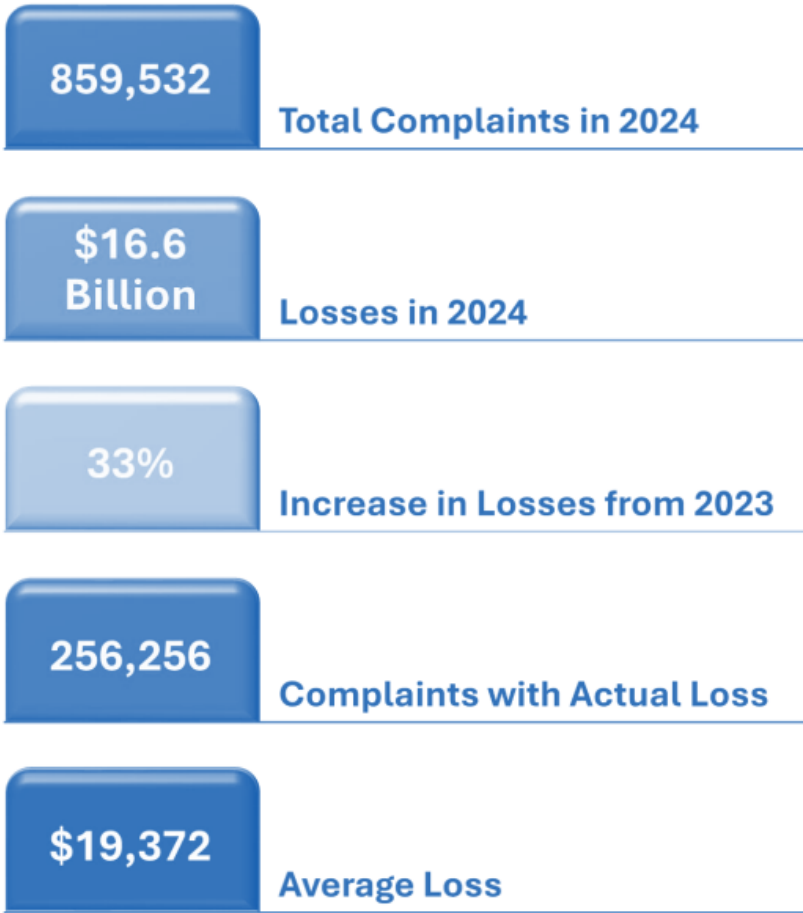 859,532
Total Complaints in 2024
$16.6
Billion
Losses in 2024
33%
Increase in Losses from 2023
256,256
Complaints with Actual Loss
$19,372
Average Loss